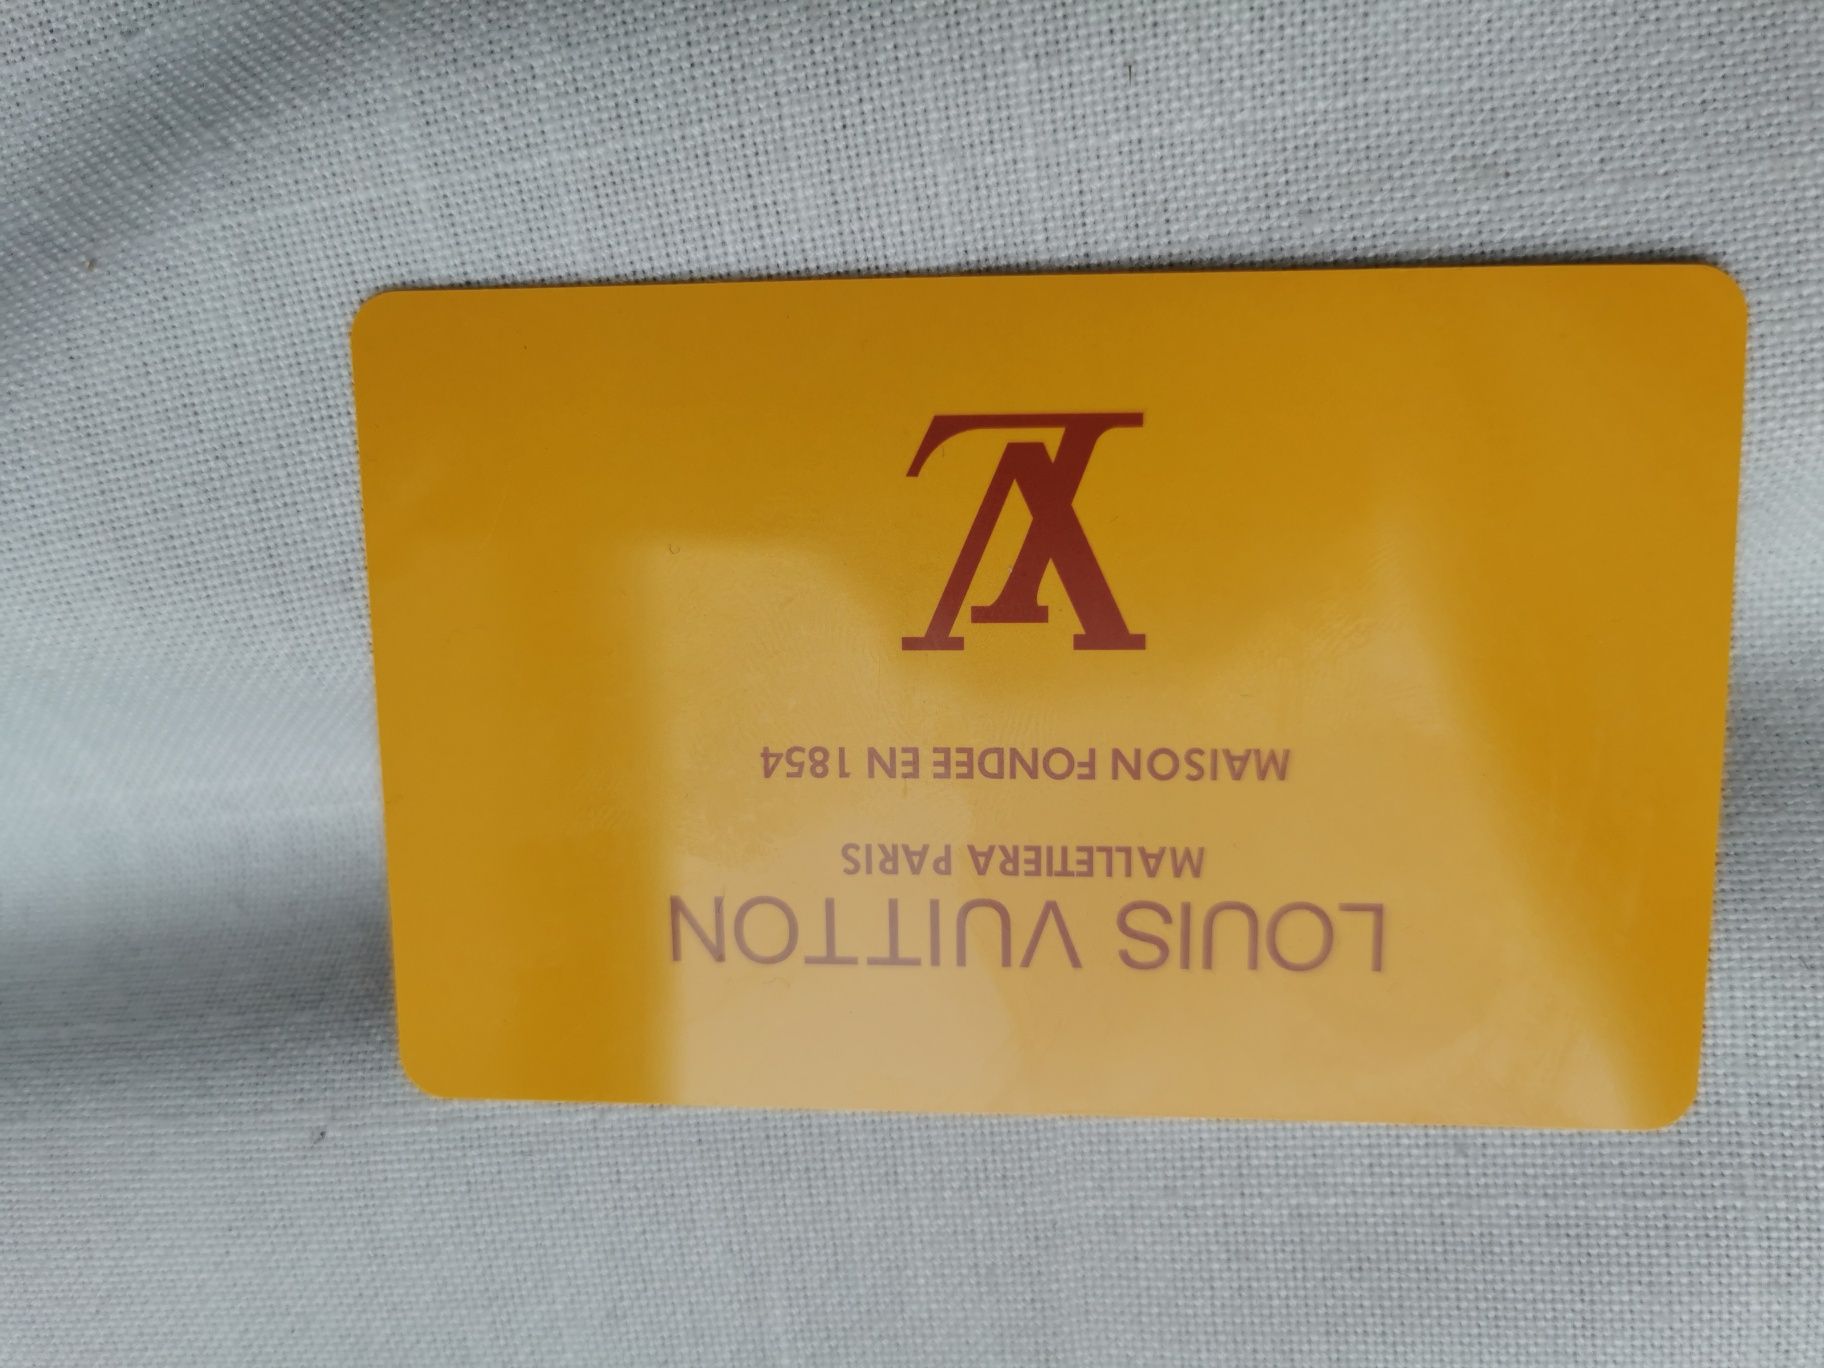 LV
MAISON FONDEE EN 1854
MALLETIERA PARIS
LOUIS VUITTON